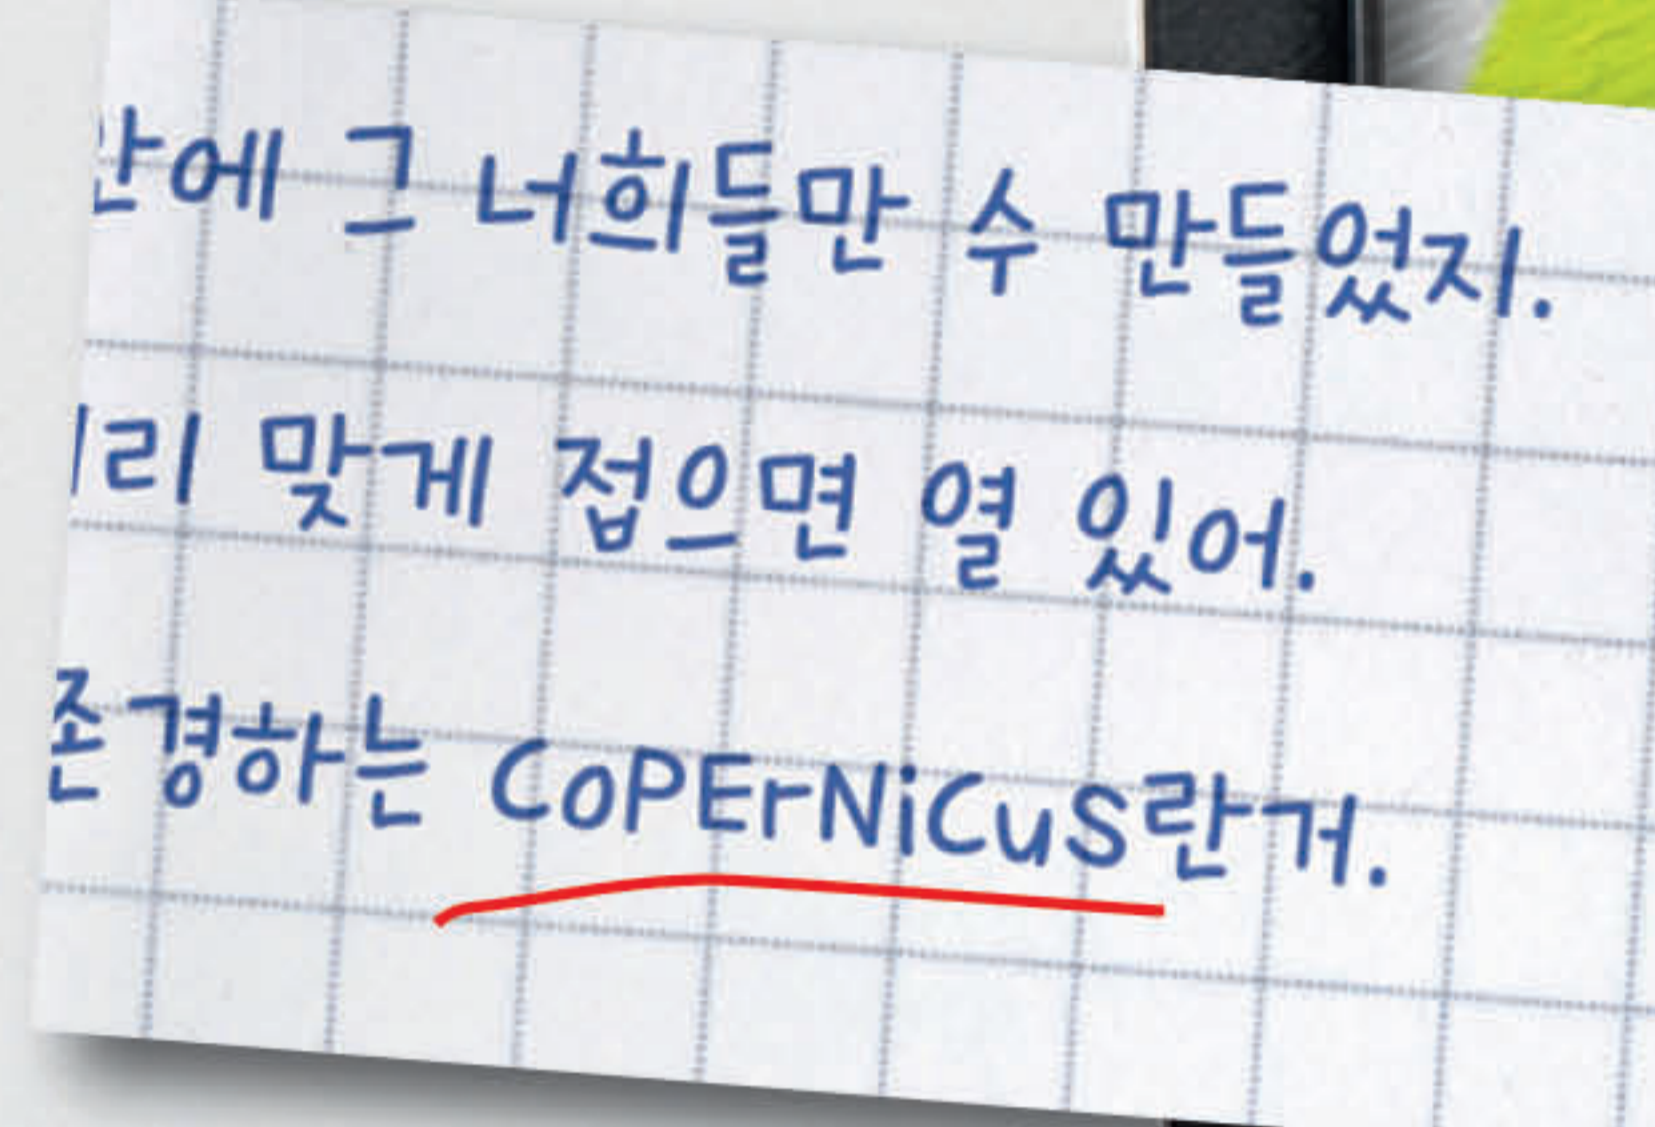 안에 그 너희들만 수 만들었지.
리 맞게 접으면 열 있어.
존경하는 CoPErNiCuS란거.